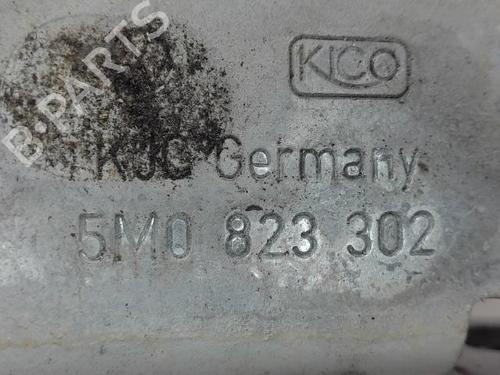 KICO
B-PARTS
KJC Germany
5M0 823 302